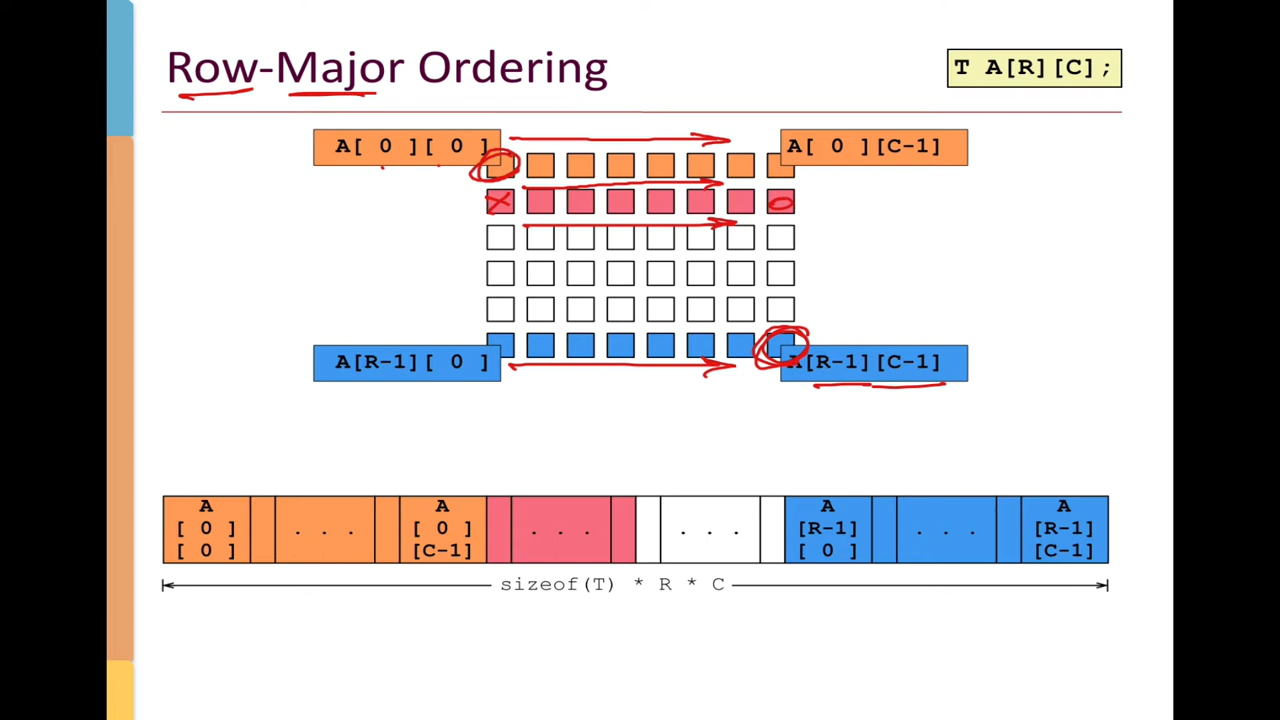 Row-Major Ordering
T A[R][C];
A[ 0 ][ 0 ]
A[ 0 ][C-1]
A[R-1][ 0 ]
A[R-1][C-1]
A
[ 0 ]
[ 0 ]
. . .
A
[ 0 ]
[C-1]
. . .
. . .
A
[R-1]
[ 0 ]
. . .
A
[R-1]
[C-1]
sizeof(T) * R * C